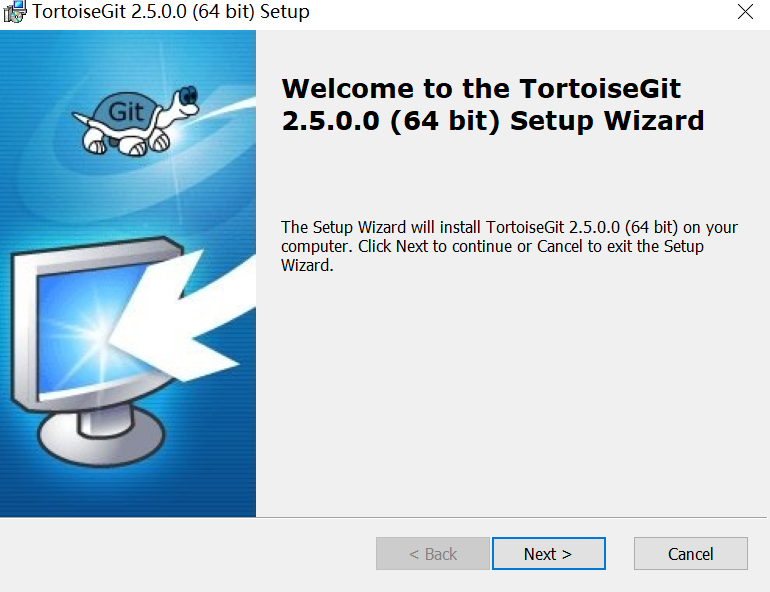 TortoiseGit 2.5.0.0 (64 bit) Setup
Git
Welcome to the TortoiseGit
2.5.0.0 (64 bit) Setup Wizard
The Setup Wizard will install TortoiseGit 2.5.0.0 (64 bit) on your
computer. Click Next to continue or Cancel to exit the Setup
Wizard.
< Back
Next >
Cancel